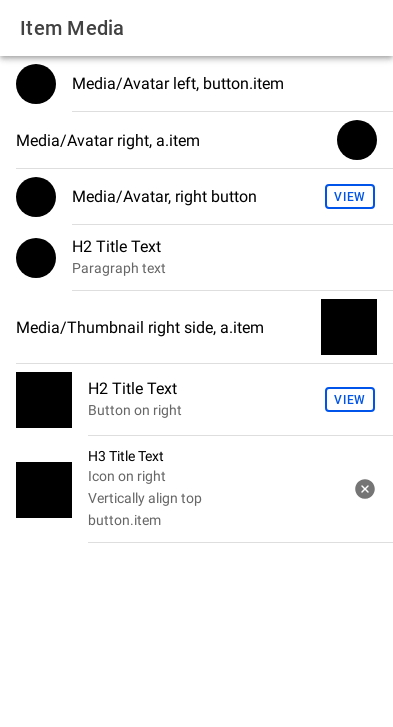 Item Media
Media/Avatar left, button.item
Media/Avatar right, a.item
Media/Avatar, right button
VIEW
H2 Title Text
Paragraph text
Media/Thumbnail right side, a.item
H2 Title Text
Button on right
VIEW
H3 Title Text
Icon on right
Vertically align top
button.item